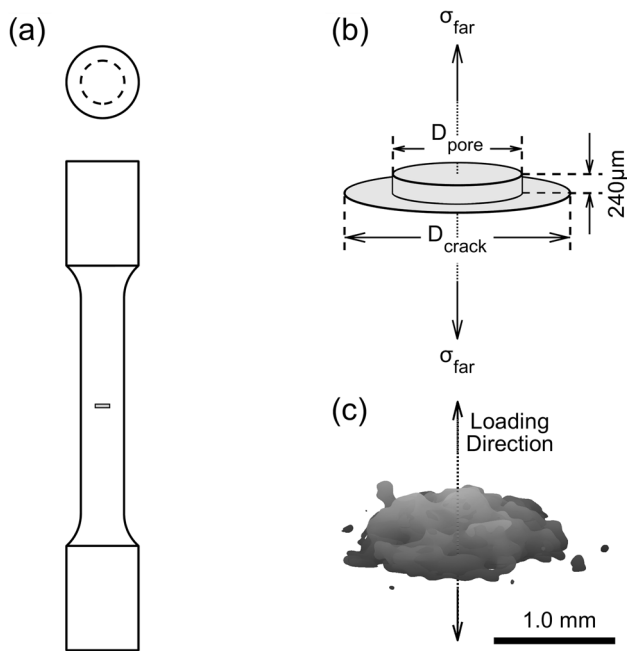 (a)
(b)
σfar
Dpore
240μm
Dcrack
σfar
(c)
Loading
Direction
1.0 mm